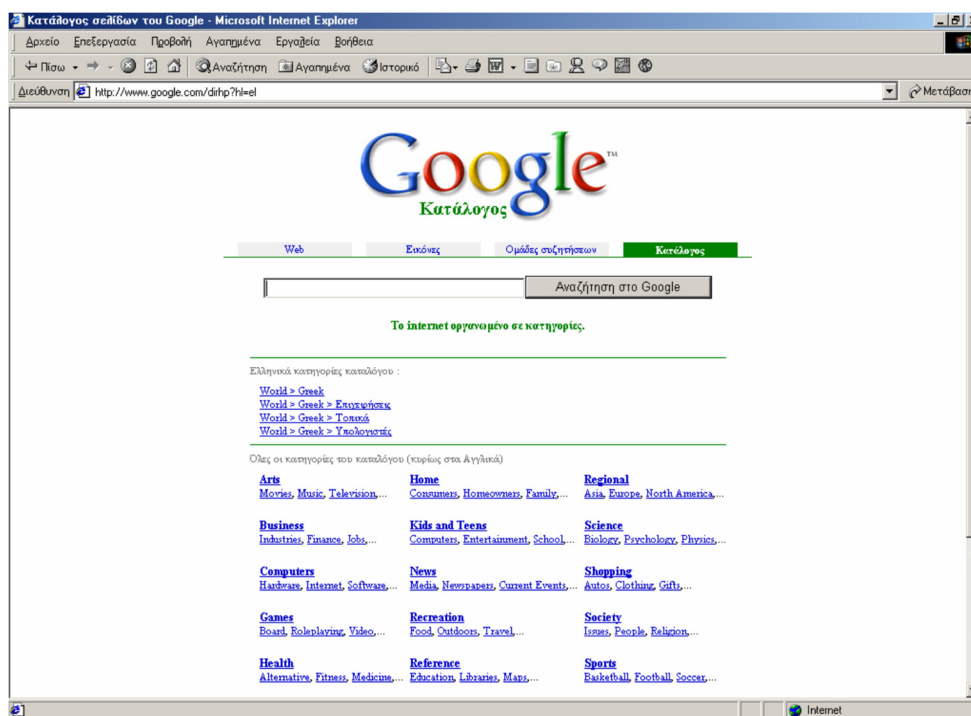 Κατάλογος σελίδων του Google - Microsoft Internet Explorer
Αρχείο Επεξεργασία Προβολή Αγαπημένα Εργαλεία Βοήθεια
Πίσω Αναζήτηση Αγαπημένα Ιστορικό
Διεύθυνση http://www.google.com/dirhp?hl=el Μετάβαση
Google™
Κατάλογος
Web Εικόνες Ομάδες συζητήσεων Κατάλογος
Αναζήτηση στο Google
Το internet οργανωμένο σε κατηγορίες.
Ελληνικά κατηγορίες καταλόγου :
World > Greek
World > Greek > Επιχειρήσεις
World > Greek > Τοπικά
World > Greek > Υπολογιστές
Όλες οι κατηγορίες του καταλόγου (κυρίως στα Αγγλικά)
Arts Home Regional
Movies, Music, Television,... Consumers, Homeowners, Family,... Asia, Europe, North America,...
Business Kids and Teens Science
Industries, Finance, Jobs,... Computers, Entertainment, School,... Biology, Psychology, Physics,...
Computers News Shopping
Hardware, Internet, Software,... Media, Newspapers, Current Events,... Autos, Clothing, Gifts,...
Games Recreation Society
Board, Roleplaying, Video,... Food, Outdoors, Travel,... Issues, People, Religion,...
Health Reference Sports
Alternative, Fitness, Medicine,... Education, Libraries, Maps,... Basketball, Football, Soccer,...
Internet